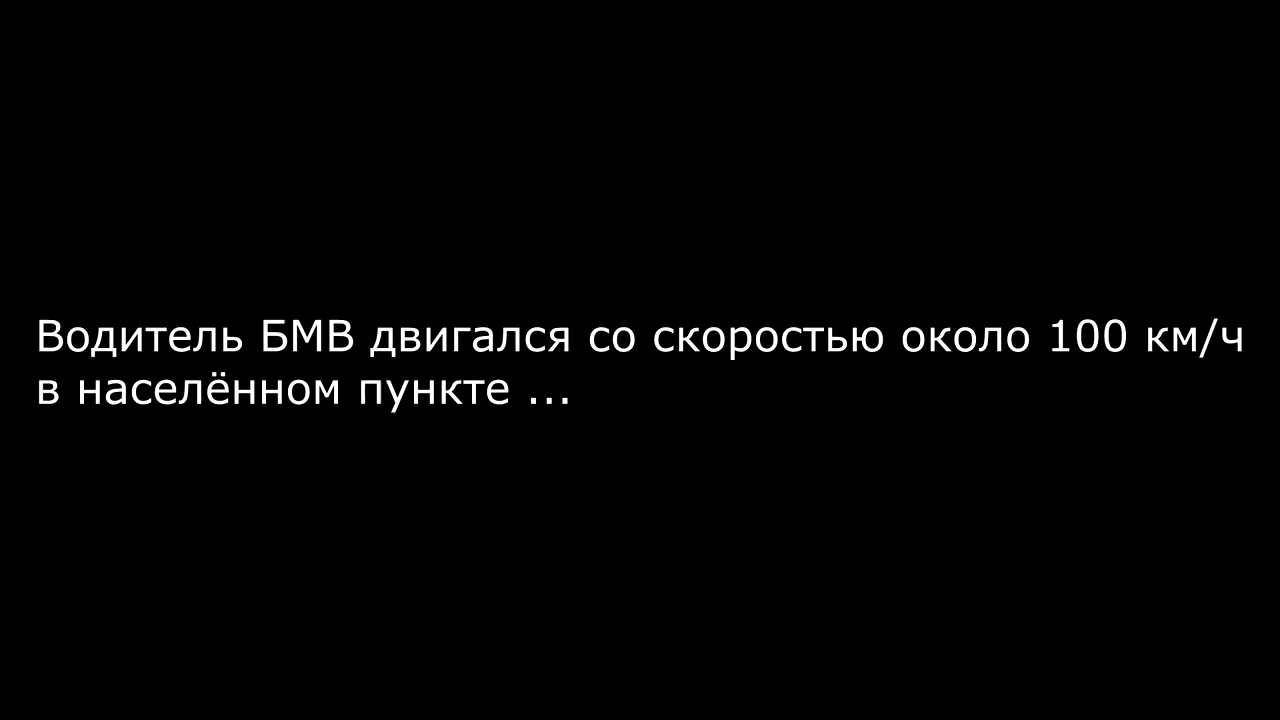 Водитель БМВ двигался со скоростью около 100 км/ч
в населённом пункте ...